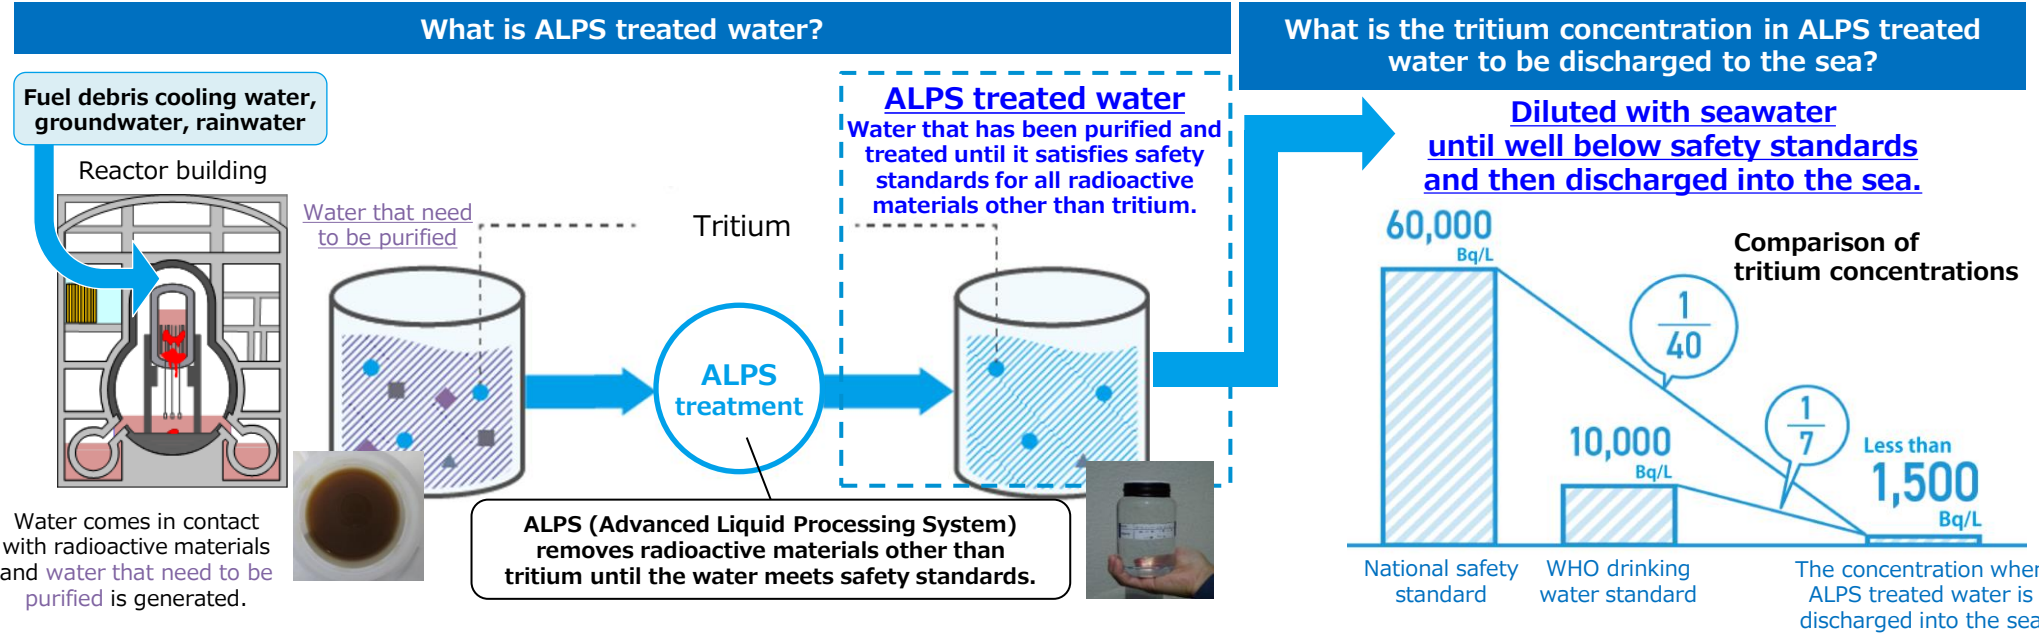 What is ALPS treated water?
Fuel debris cooling water,
groundwater, rainwater
Reactor building
Water that need
to be purified
Tritium
ALPS treated water
Water that has been purified and
treated until it satisfies safety
standards for all radioactive
materials other than tritium.
ALPS
treatment
ALPS (Advanced Liquid Processing System)
removes radioactive materials other than
tritium until the water meets safety standards.
Water comes in contact
with radioactive materials
and water that need to be
purified is generated.
What is the tritium concentration in ALPS treated
water to be discharged to the sea?
Diluted with seawater
until well below safety standards
and then discharged into the sea.
Comparison of
tritium concentrations
60,000
Bq/L
1
40
10,000
Bq/L
1
7
Less than
1,500
Bq/L
National safety
standard
WHO drinking
water standard
The concentration when
ALPS treated water is
discharged into the sea